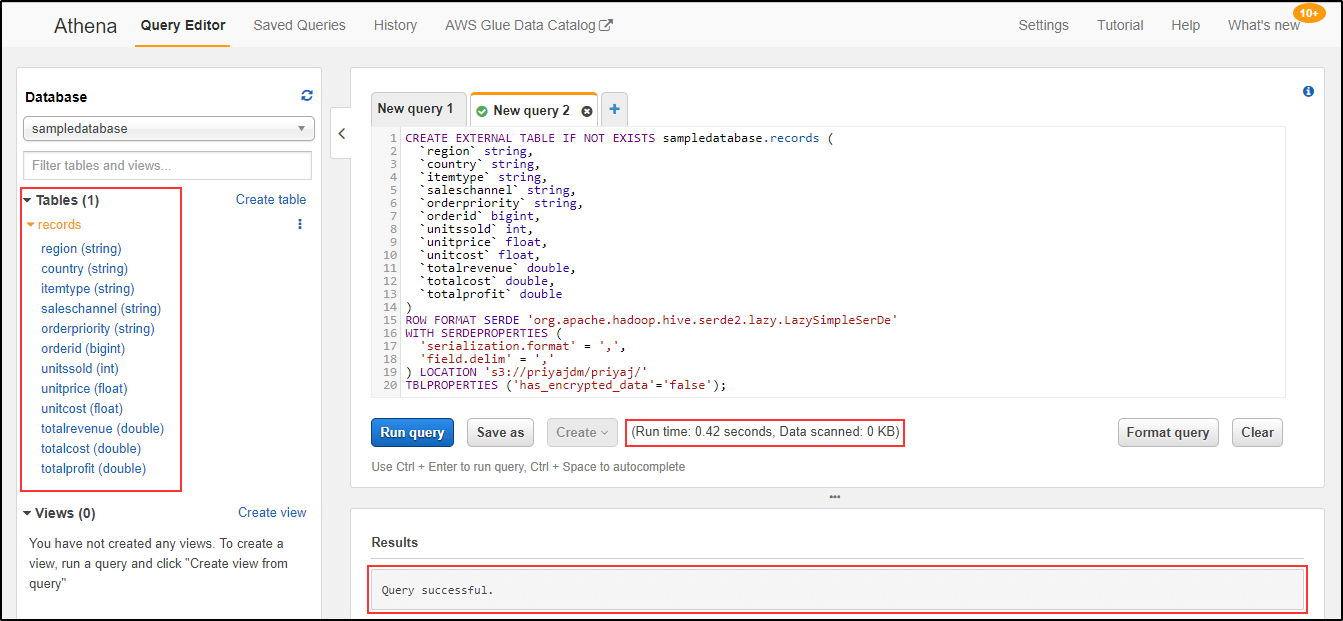 Athena Query Editor Saved Queries History AWS Glue Data Catalog Settings Tutorial Help What's new 10+
Database
sampledatabase
Filter tables and views...
Tables (1) Create table
records
region (string)
country (string)
itemtype (string)
saleschannel (string)
orderpriority (string)
orderid (bigint)
unitssold (int)
unitprice (float)
unitcost (float)
totalrevenue (double)
totalcost (double)
totalprofit (double)
Views (0) Create view
You have not created any views. To create a
view, run a query and click "Create view from
query"
New query 1 New query 2 +
1 CREATE EXTERNAL TABLE IF NOT EXISTS sampledatabase.records (
2 `region` string,
3 `country` string,
4 `itemtype` string,
5 `saleschannel` string,
6 `orderpriority` string,
7 `orderid` bigint,
8 `unitssold` int,
9 `unitprice` float,
10 `unitcost` float,
11 `totalrevenue` double,
12 `totalcost` double,
13 `totalprofit` double
14 )
15 ROW FORMAT SERDE 'org.apache.hadoop.hive.serde2.lazy.LazySimpleSerDe'
16 WITH SERDEPROPERTIES (
17 'serialization.format' = ',',
18 'field.delim' = ','
19 ) LOCATION 's3://priyajdm/priyaj/'
20 TBLPROPERTIES ('has_encrypted_data'='false');
Run query Save as Create (Run time: 0.42 seconds, Data scanned: 0 KB) Format query Clear
Use Ctrl + Enter to run query, Ctrl + Space to autocomplete
Results
Query successful.